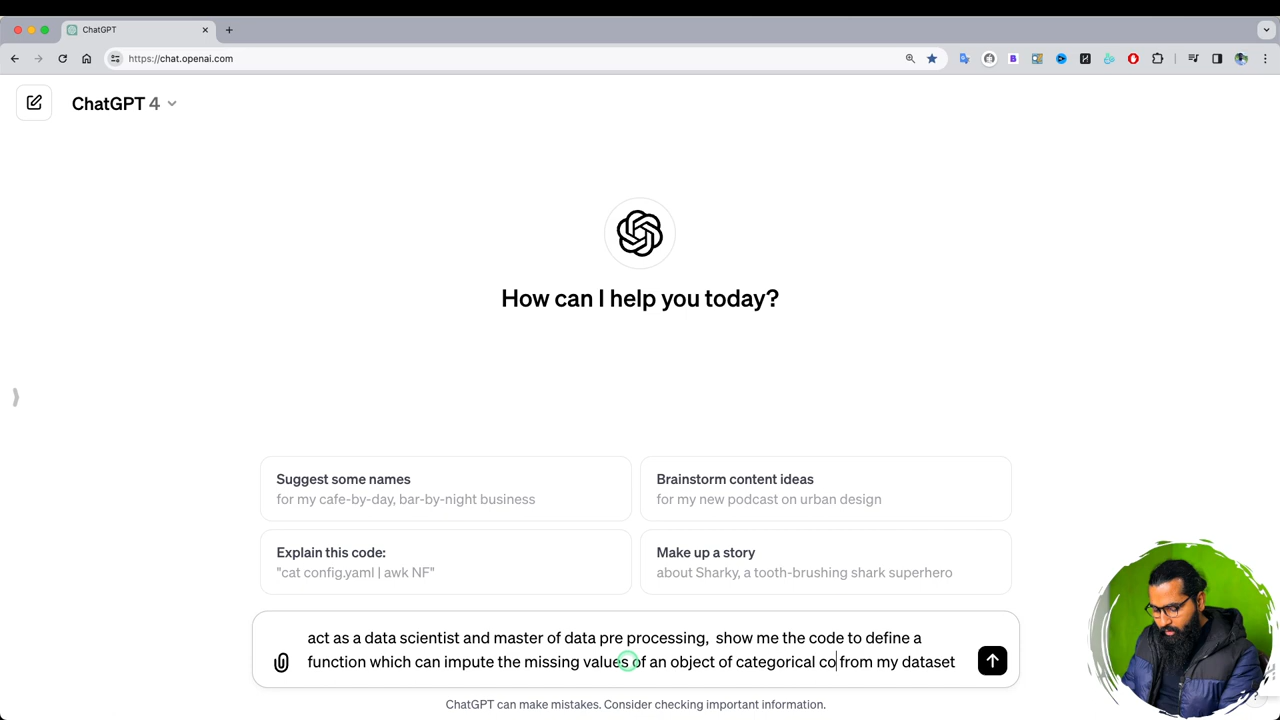 ChatGPT
https://chat.openai.com
ChatGPT 4
How can I help you today?
Suggest some names
for my cafe-by-day, bar-by-night business
Brainstorm content ideas
for my new podcast on urban design
Explain this code:
"cat config.yaml | awk NF"
Make up a story
about Sharky, a tooth-brushing shark superhero
act as a data scientist and master of data pre processing,  show me the code to define a
function which can impute the missing values of an object of categorical co from my dataset
ChatGPT can make mistakes. Consider checking important information.